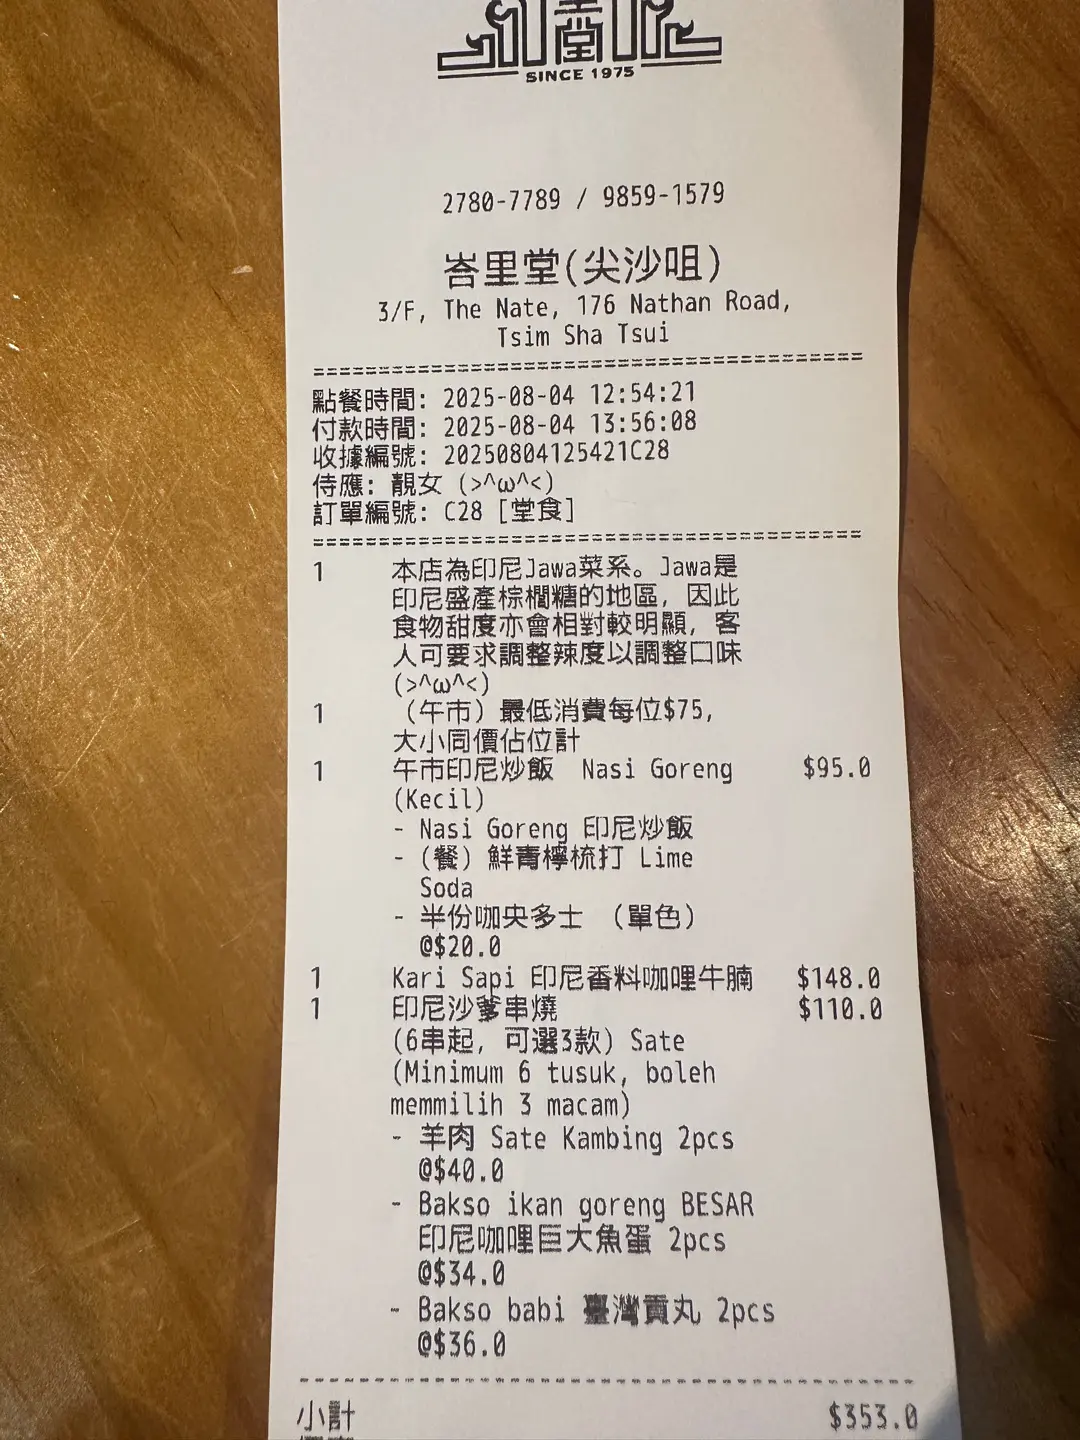 堂
SINCE 1975
2780-7789 / 9859-1579
峇里堂(尖沙咀)
3/F, The Nate, 176 Nathan Road,
Tsim Sha Tsui
點餐時間: 2025-08-04 12:54:21
付款時間: 2025-08-04 13:56:08
收據編號: 20250804125421C28
侍應: 靚女 (>^ω^<)
訂單編號: C28 [堂食]
1 本店為印尼Jawa菜系。Jawa是
印尼盛產棕櫚糖的地區, 因此
食物甜度亦會相對較明顯, 客
人可要求調整辣度以調整口味
(>^ω^<)
1 (午市) 最低消費每位$75,
大小同價佔位計
1 午市印尼炒飯 Nasi Goreng $95.0
(Kecil)
- Nasi Goreng 印尼炒飯
- (餐) 鮮青檸梳打 Lime
Soda
- 半份咖央多士 (單色)
@$20.0
1 Kari Sapi 印尼香料咖哩牛腩 $148.0
1 印尼沙爹串燒 $110.0
(6串起, 可選3款) Sate
(Minimum 6 tusuk, boleh
memmilih 3 macam)
- 羊肉 Sate Kambing 2pcs
@$40.0
- Bakso ikan goreng BESAR
印尼咖哩巨大魚蛋 2pcs
@$34.0
- Bakso babi 臺灣貢丸 2pcs
@$36.0
小計 $353.0